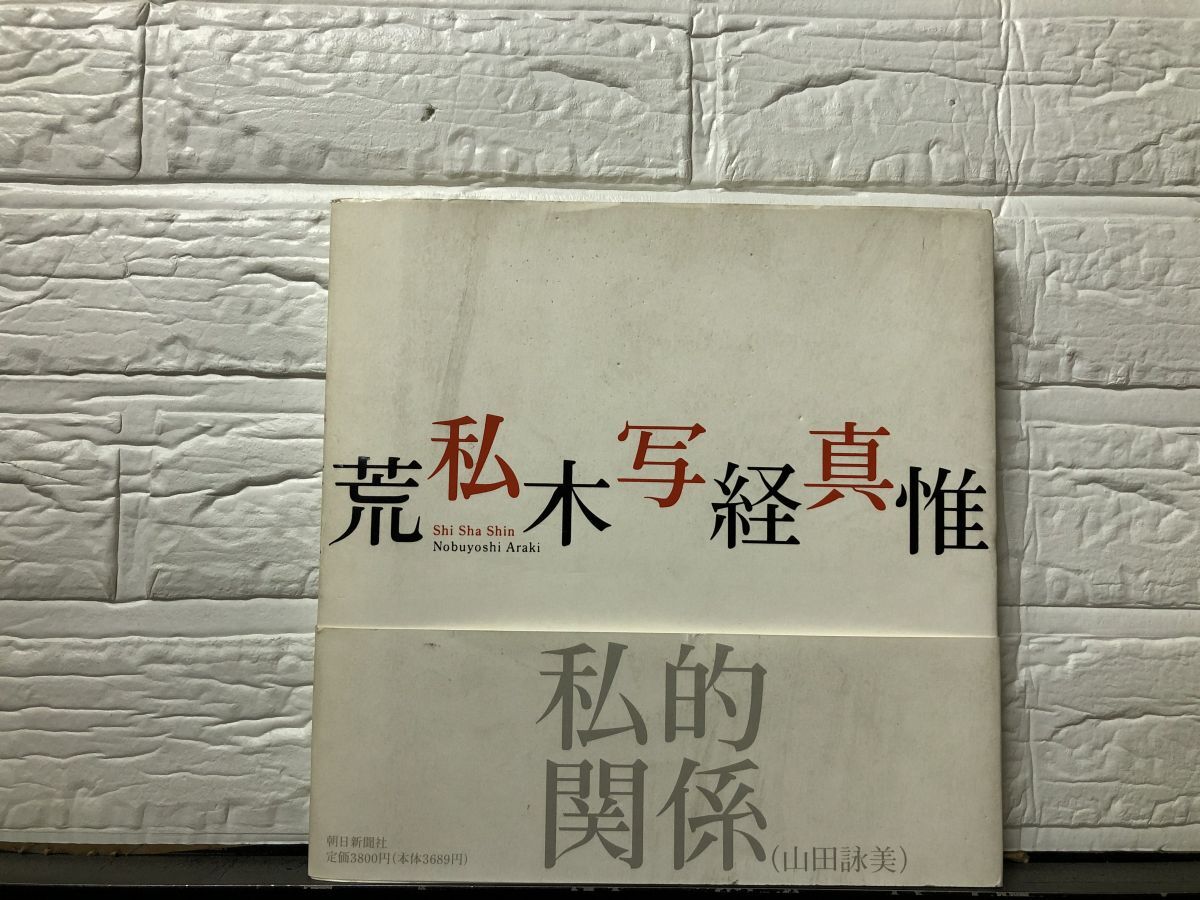 私写真
荒木経惟
Shi Sha Shin
Nobuyoshi Araki
私的
関係
(山田詠美)
朝日新聞社
定価3800円(本体3689円)